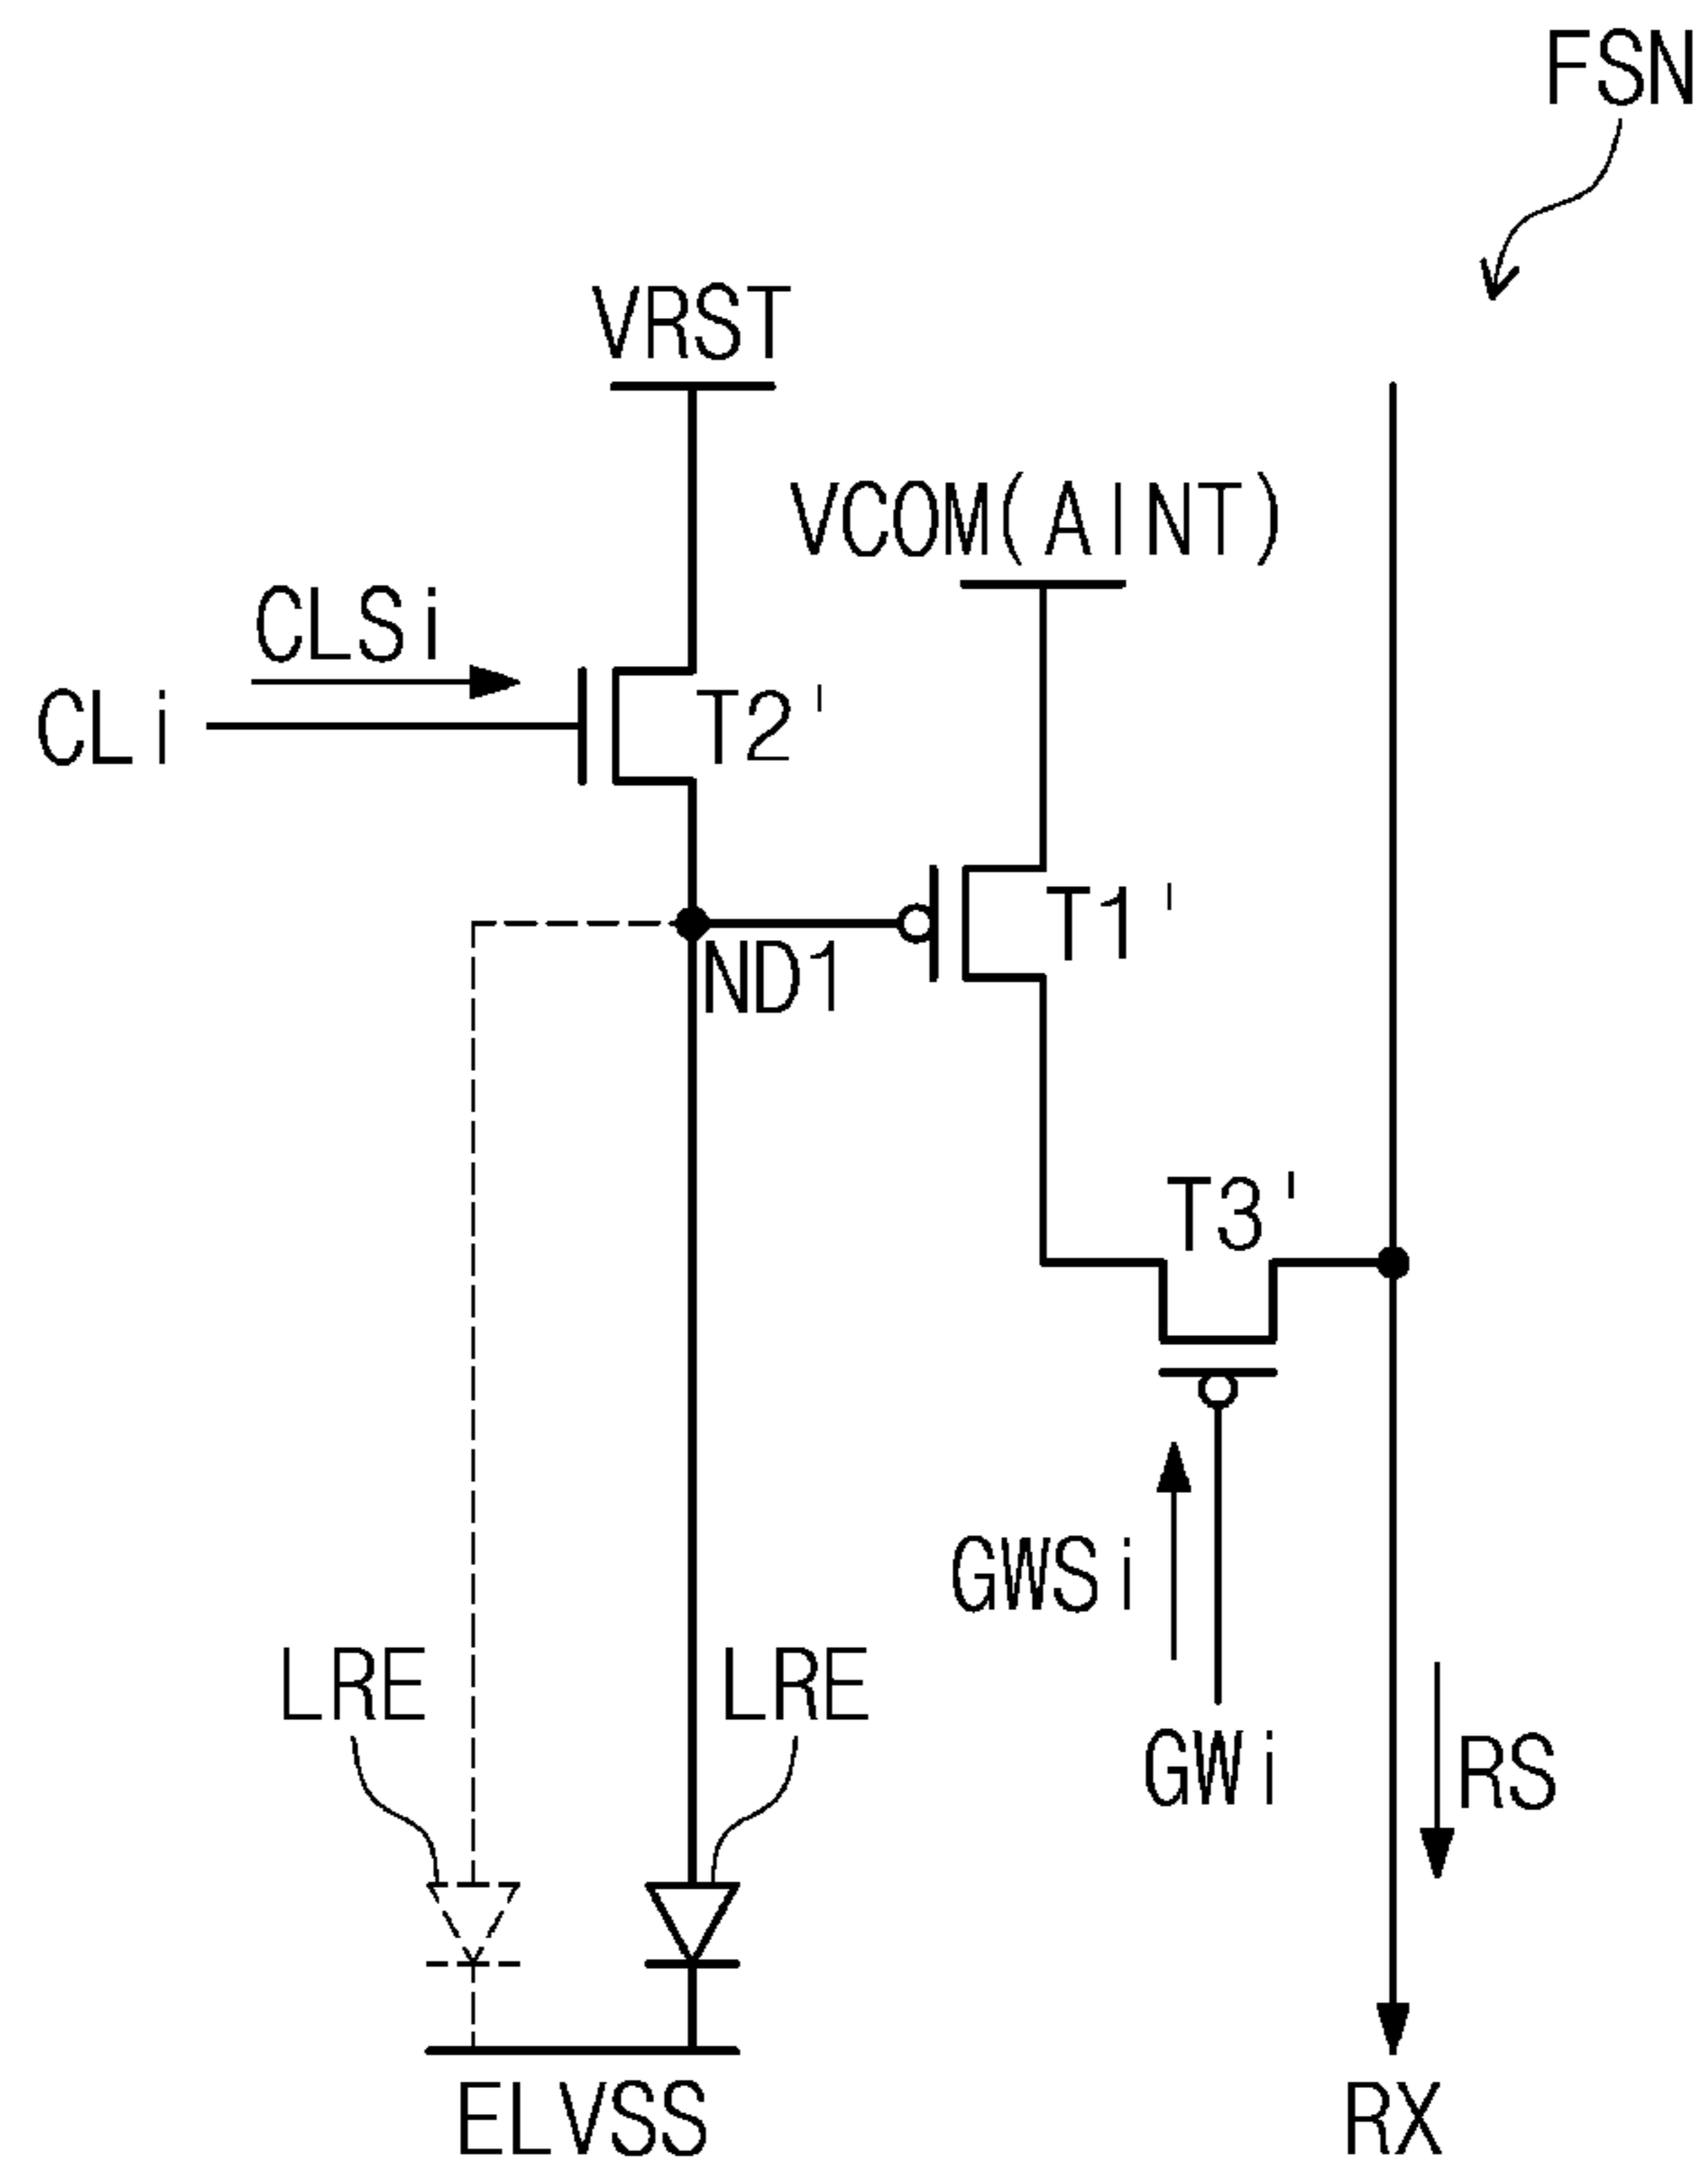 FSN
VRST
VCOM(AINT)
CLSi
CLi
T2'
T1'
ND1
T3'
GWSi
LRE
LRE
GWi
RS
ELVSS
RX